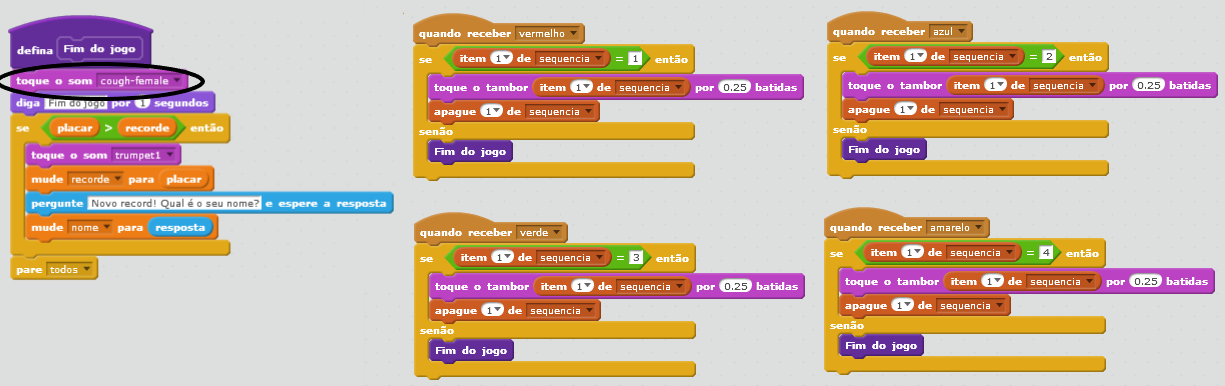 defina Fim do jogo
toque o som cough-female
diga Fim do jogo por 1 segundos
se placar > recorde então
toque o som trumpet1
mude recorde para placar
pergunte Novo record! Qual é o seu nome? e espere a resposta
mude nome para resposta
pare todos
quando receber vermelho
se item 1 de sequencia = 1 então
toque o tambor item 1 de sequencia por 0.25 batidas
apague 1 de sequencia
senão
Fim do jogo
quando receber azul
se item 1 de sequencia = 2 então
toque o tambor item 1 de sequencia por 0.25 batidas
apague 1 de sequencia
senão
Fim do jogo
quando receber verde
se item 1 de sequencia = 3 então
toque o tambor item 1 de sequencia por 0.25 batidas
apague 1 de sequencia
senão
Fim do jogo
quando receber amarelo
se item 1 de sequencia = 4 então
toque o tambor item 1 de sequencia por 0.25 batidas
apague 1 de sequencia
senão
Fim do jogo